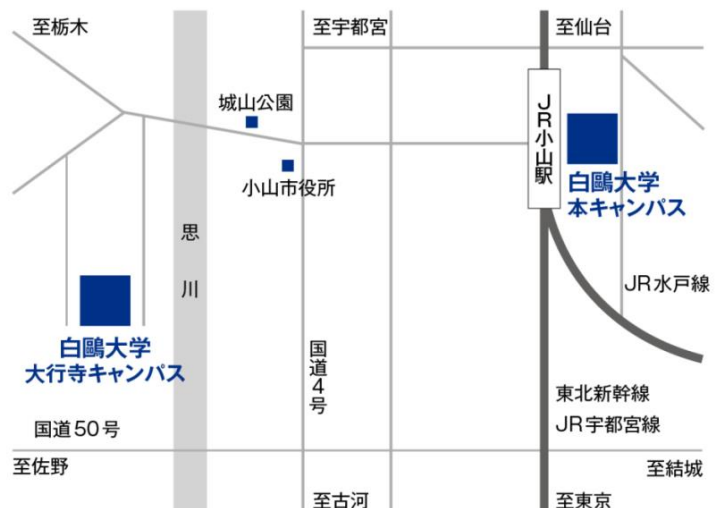 至栃木
至宇都宮
至仙台
城山公園
JR小山駅
小山市役所
白鷗大学
本キャンパス
思川
JR水戸線
白鷗大学
大行寺キャンパス
国道4号
東北新幹線
JR宇都宮線
国道50号
至佐野
至結城
至古河
至東京